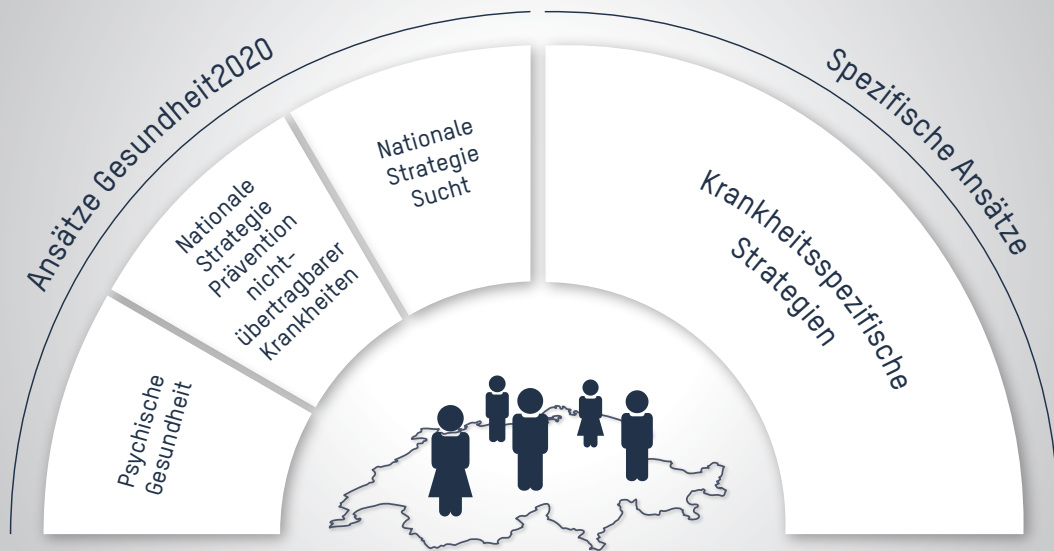 Ansätze Gesundheit2020
Spezifische Ansätze
Psychische
Gesundheit
Nationale
Strategie
Prävention
nicht-
übertragbarer
Krankheiten
Nationale
Strategie
Sucht
Krankheitsspezifische
Strategien